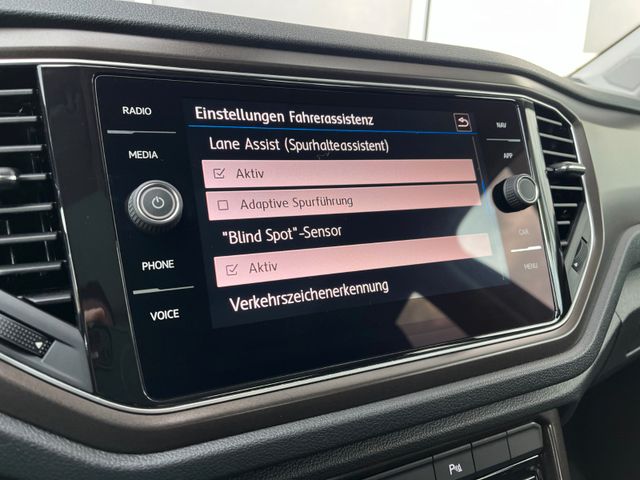 RADIO
MEDIA
PHONE
VOICE
Einstellungen Fahrerassistenz
Lane Assist (Spurhalteassistent)
Aktiv
Adaptive Spurführung
"Blind Spot"-Sensor
Aktiv
Verkehrszeichenerkennung
NAV
APP
CAR
MENU
P